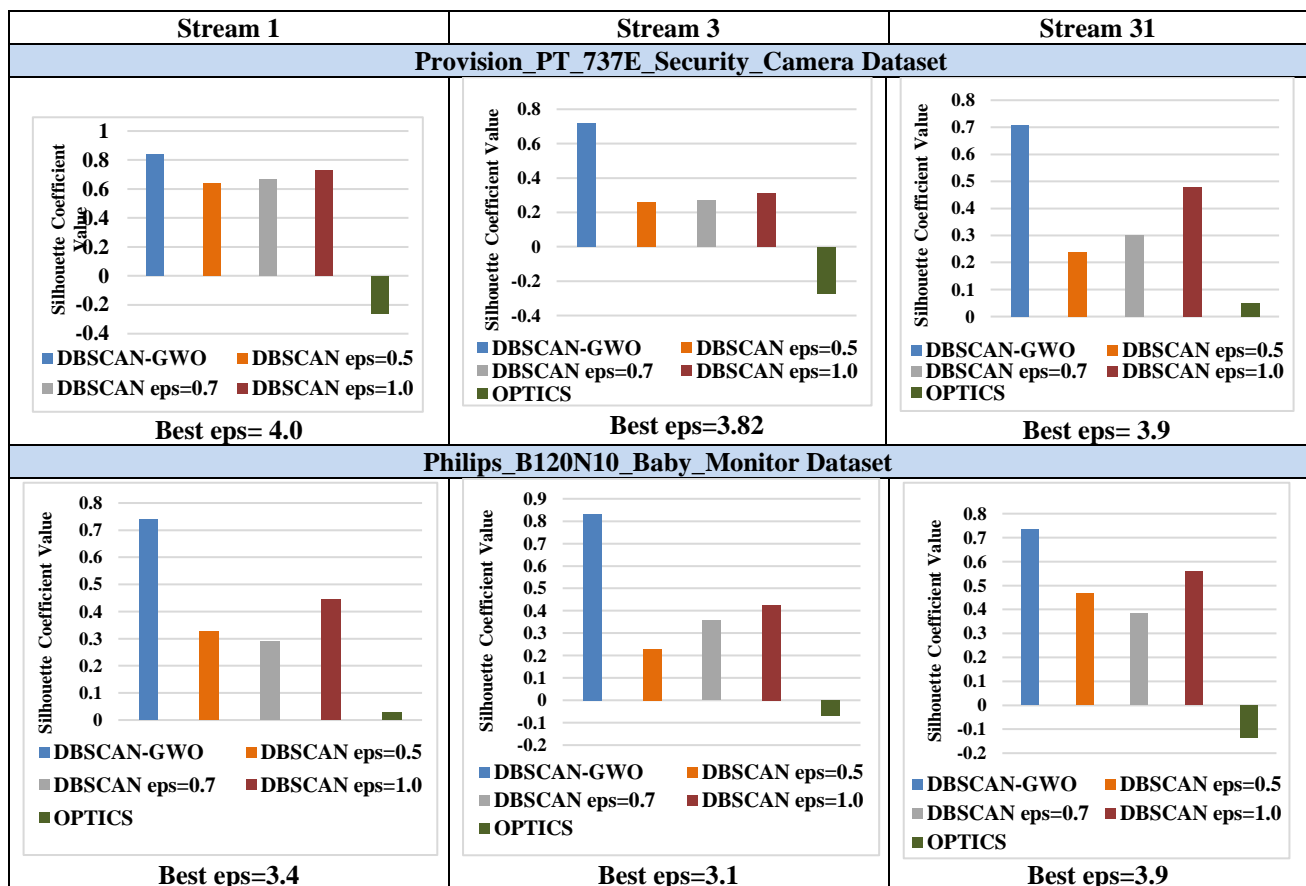 Stream 1
Stream 3
Stream 31
Provision_PT_737E_Security_Camera Dataset
Silhouette Coefficient
Value
1
0.8
0.6
0.4
0.2
0
-0.2
-0.4
DBSCAN-GWO DBSCAN eps=0.5
DBSCAN eps=0.7 DBSCAN eps=1.0
Best eps= 4.0
Silhouette Coefficient Value
0.8
0.6
0.4
0.2
0
-0.2
-0.4
DBSCAN-GWO DBSCAN eps=0.5
DBSCAN eps=0.7 DBSCAN eps=1.0
OPTICS
Best eps=3.82
Silhouette Coefficient Value
0.8
0.7
0.6
0.5
0.4
0.3
0.2
0.1
0
DBSCAN-GWO DBSCAN eps=0.5
DBSCAN eps=0.7 DBSCAN eps=1.0
OPTICS
Best eps= 3.9
Philips_B120N10_Baby_Monitor Dataset
Silhouette Coefficient Value
0.8
0.7
0.6
0.5
0.4
0.3
0.2
0.1
0
DBSCAN-GWO DBSCAN eps=0.5
DBSCAN eps=0.7 DBSCAN eps=1.0
OPTICS
Best eps=3.4
Silhouette Coefficient Value
0.9
0.8
0.7
0.6
0.5
0.4
0.3
0.2
0.1
0
-0.1
-0.2
DBSCAN-GWO DBSCAN eps=0.5
DBSCAN eps=0.7 DBSCAN eps=1.0
OPTICS
Best eps=3.1
Silhouette Coefficient Value
0.8
0.7
0.6
0.5
0.4
0.3
0.2
0.1
0
-0.1
-0.2
DBSCAN-GWO DBSCAN eps=0.5
DBSCAN eps=0.7 DBSCAN eps=1.0
OPTICS
Best eps=3.9